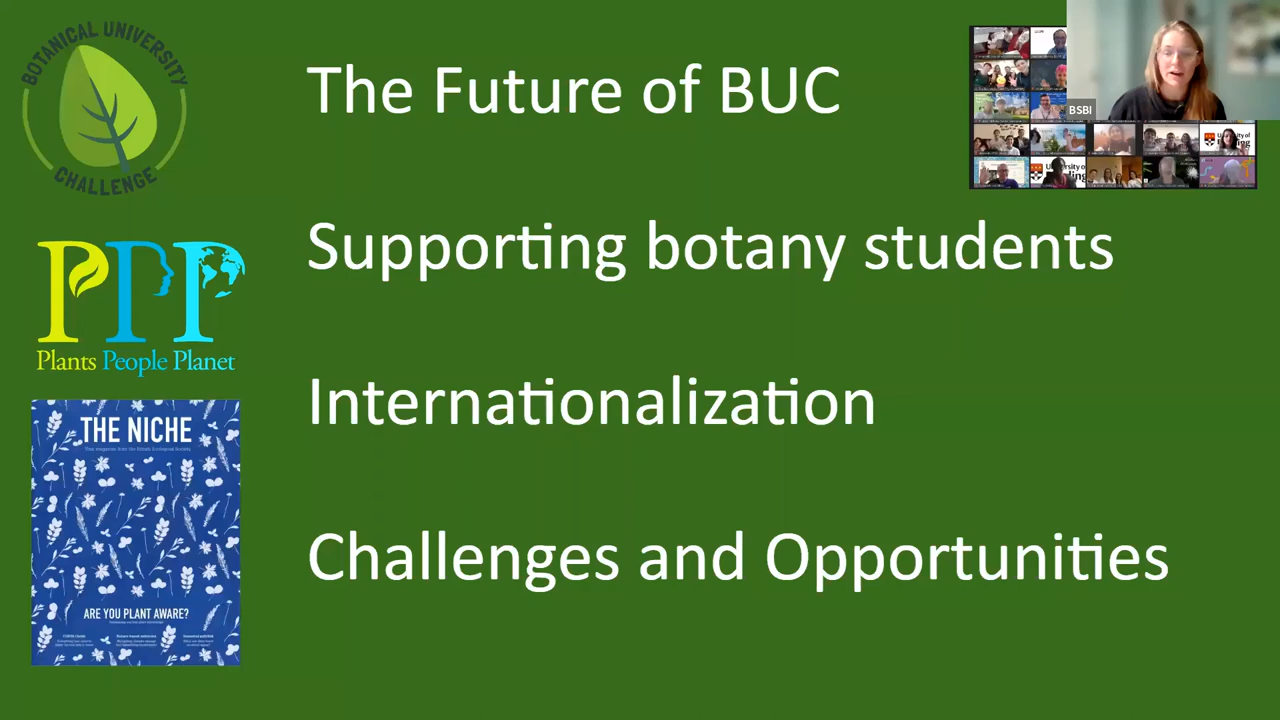 BOTANICAL UNIVERSITY
CHALLENGE
The Future of BUC
BSBI
Supporting botany students
PPP
Plants People Planet
Internationalization
THE NICHE
Challenges and Opportunities
ARE YOU PLANT AWARE?